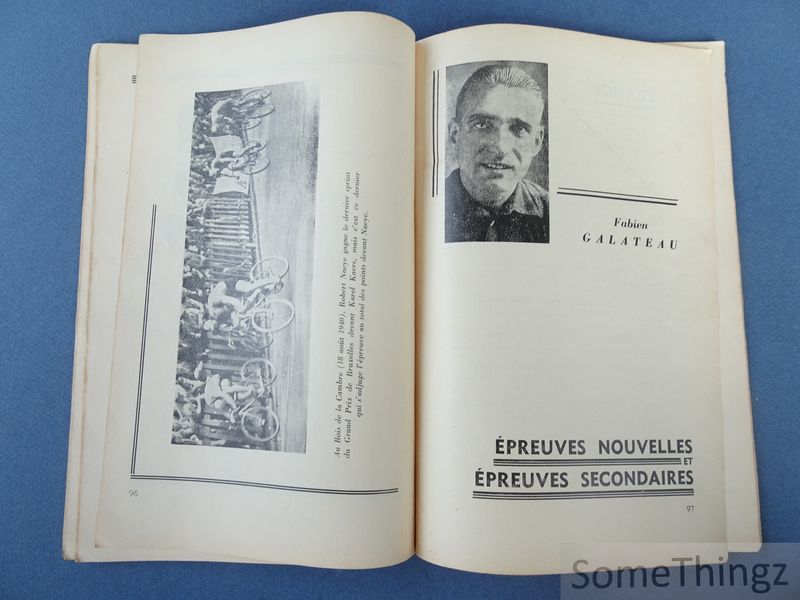 Au Bois de la Cambre (18 août 1940), Robert Naeye gagne le dernier sprint
du Grand Prix de Bruxelles devant Karel Kaers, mais c'est ce dernier
qui s'adjuge l'épreuve au total des points devant Naeye.
96
Fabien
GALATEAU
ÉPREUVES NOUVELLES
ET
ÉPREUVES SECONDAIRES
97
SomeThingz